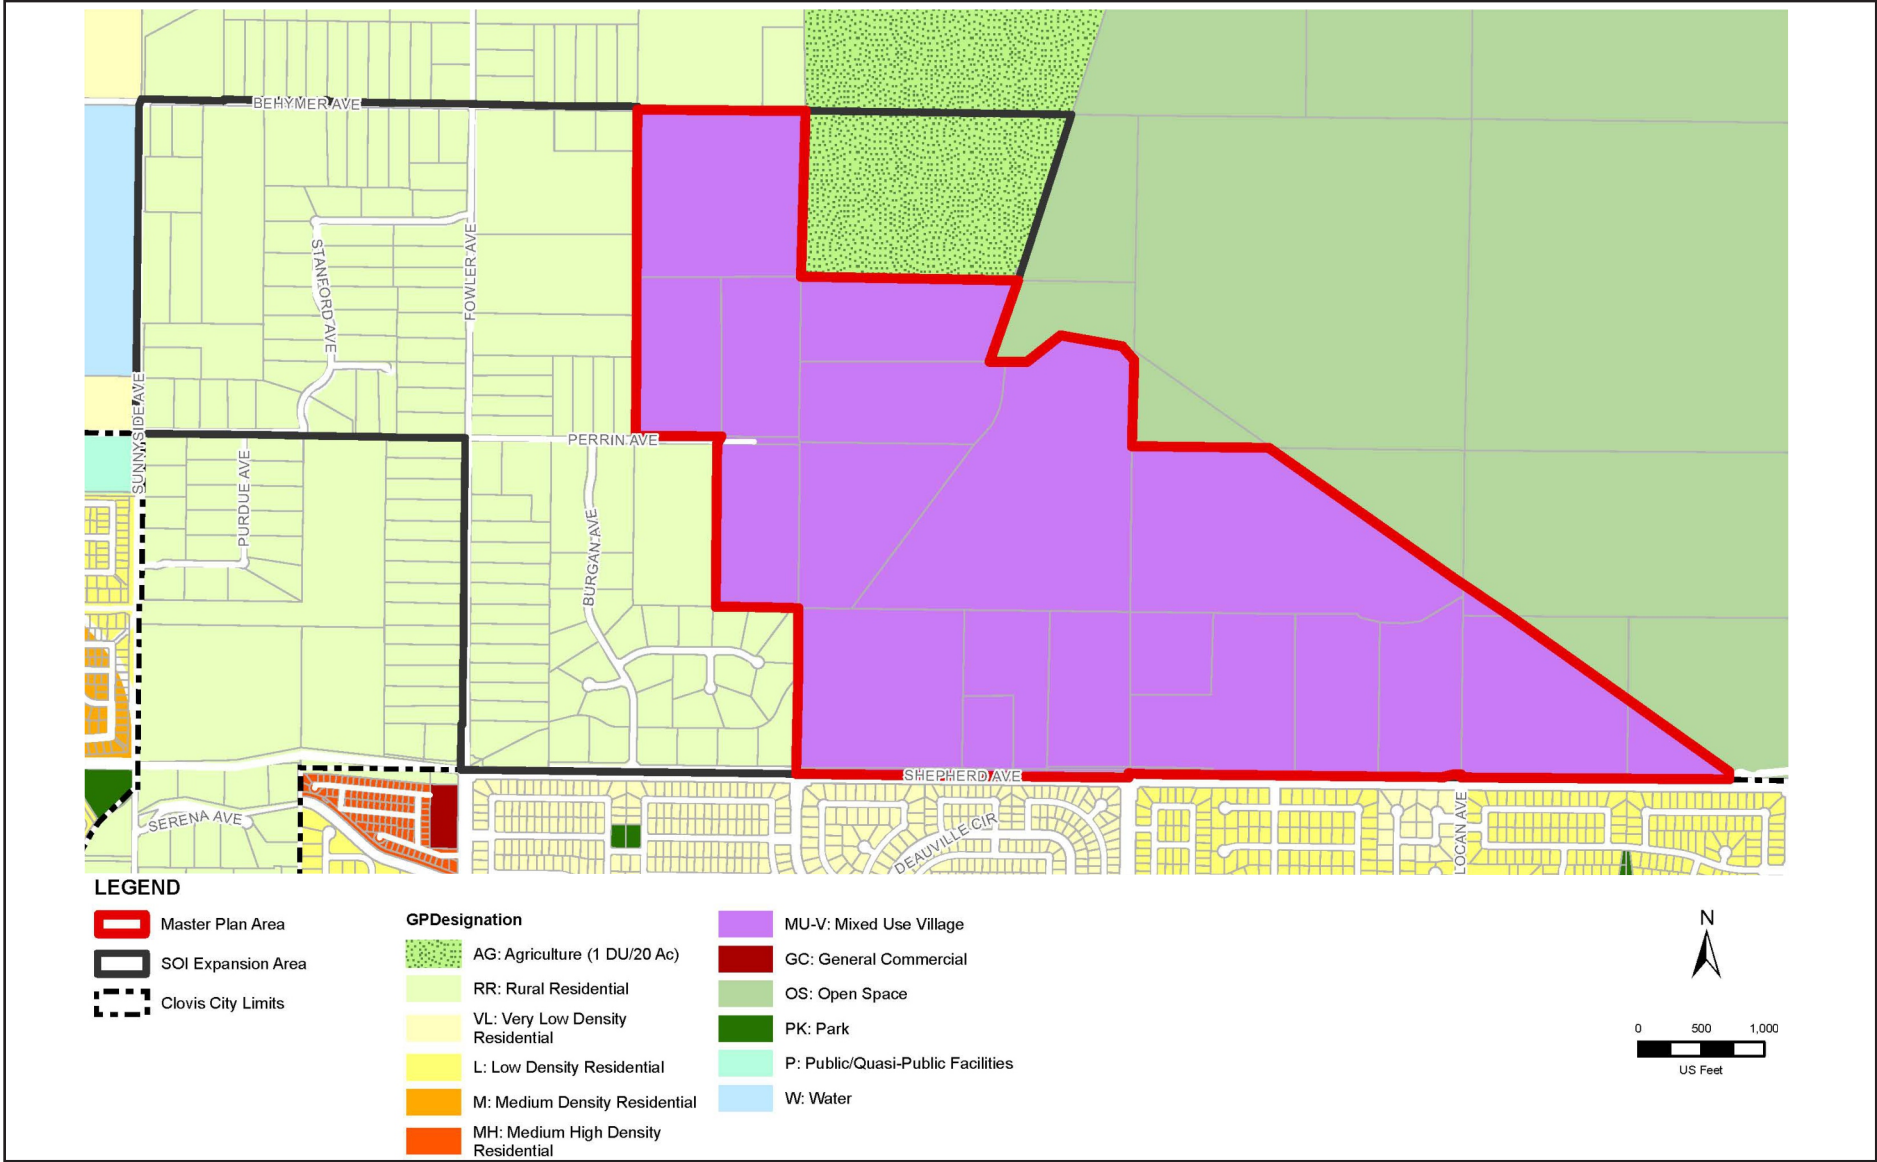 BEHYMER AVE
STANFORD AVE
FOWLER AVE
SUNNYSIDE AVE
PERRIN AVE
PURDUE AVE
BURGAN AVE
SHEPHERD AVE
SERENA AVE
DEAUVILLE CIR
LOCAN AVE
LEGEND
Master Plan Area
SOI Expansion Area
Clovis City Limits
GPDesignation
AG: Agriculture (1 DU/20 Ac)
RR: Rural Residential
VL: Very Low Density
Residential
L: Low Density Residential
M: Medium Density Residential
MH: Medium High Density
Residential
MU-V: Mixed Use Village
GC: General Commercial
OS: Open Space
PK: Park
P: Public/Quasi-Public Facilities
W: Water
N
0 500 1,000
US Feet